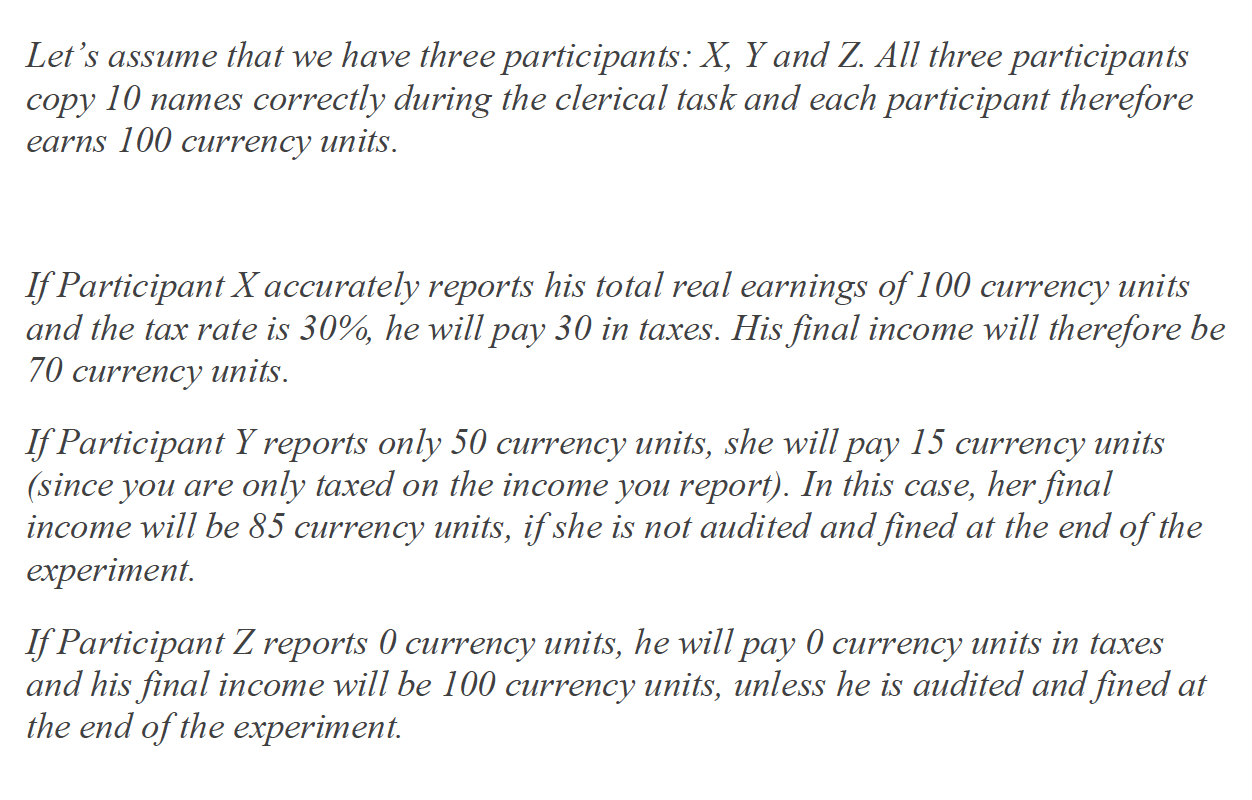 Let’s assume that we have three participants: X, Y and Z. All three participants
copy 10 names correctly during the clerical task and each participant therefore
earns 100 currency units.
If Participant X accurately reports his total real earnings of 100 currency units
and the tax rate is 30%, he will pay 30 in taxes. His final income will therefore be
70 currency units.
If Participant Y reports only 50 currency units, she will pay 15 currency units
(since you are only taxed on the income you report). In this case, her final
income will be 85 currency units, if she is not audited and fined at the end of the
experiment.
If Participant Z reports 0 currency units, he will pay 0 currency units in taxes
and his final income will be 100 currency units, unless he is audited and fined at
the end of the experiment.